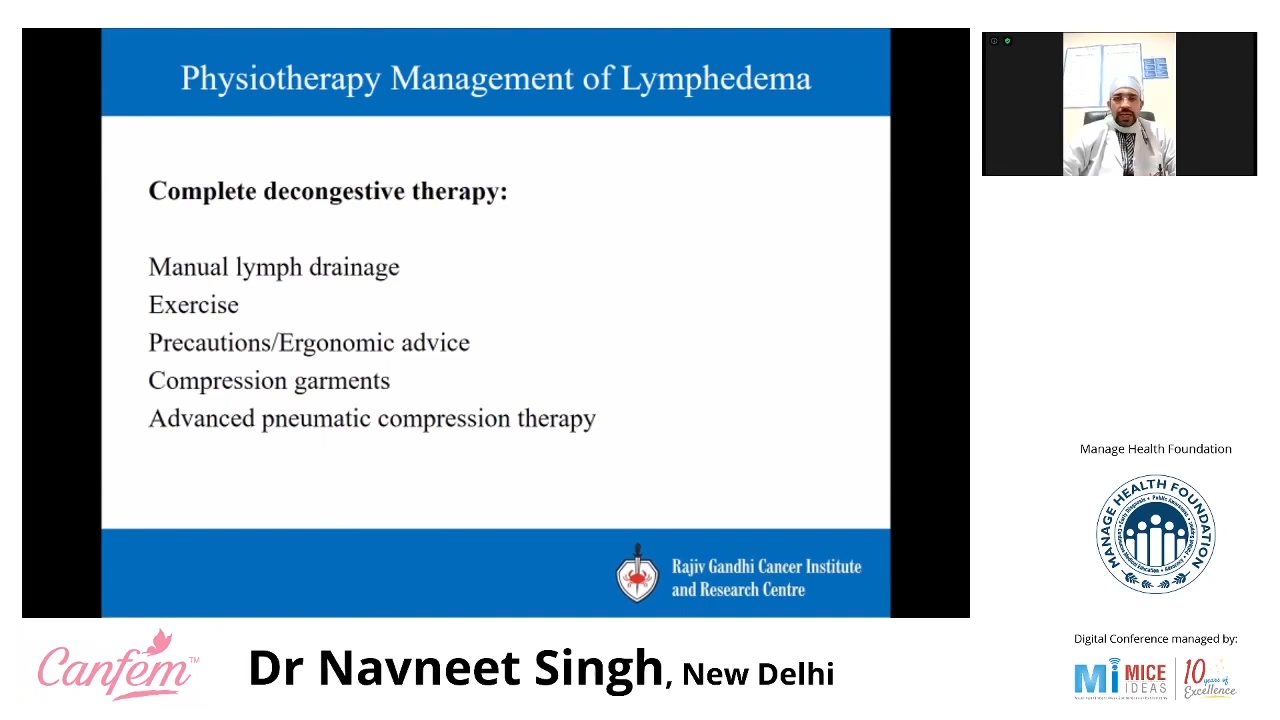 Physiotherapy Management of Lymphedema
Complete decongestive therapy:
Manual lymph drainage
Exercise
Precautions/Ergonomic advice
Compression garments
Advanced pneumatic compression therapy
Rajiv Gandhi Cancer Institute
and Research Centre
Manage Health Foundation
MANAGE HEALTH FOUNDATION
Digital Conference managed by:
Mi MICE
IDEAS
10 years of
Excellence
Canfem™
Dr Navneet Singh, New Delhi